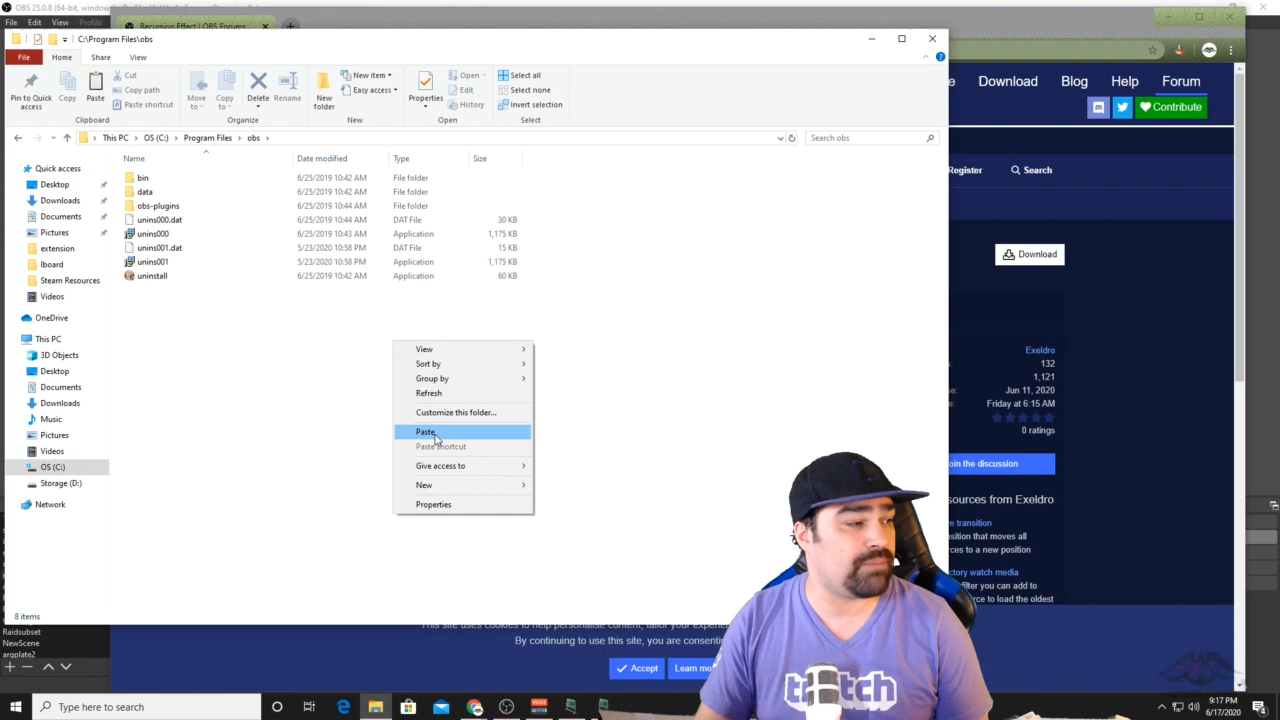 OBS 25.0.8 (64-bit, windows)
File Edit View Profile
Recursion Effect | OBS Forums
C:\Program Files\obs
File Home Share View
Pin to Quick access
Copy
Paste
Cut
Copy path
Paste shortcut
Move to
Copy to
Delete
Rename
New folder
New item
Easy access
Properties
Open
Edit
History
Select all
Select none
Invert selection
Clipboard Organize New Open Select
This PC > OS (C:) > Program Files > obs >
Search obs
Name Date modified Type Size
bin 6/25/2019 10:42 AM File folder
data 6/25/2019 10:42 AM File folder
obs-plugins 6/25/2019 10:44 AM File folder
unins000.dat 6/25/2019 10:44 AM DAT File 30 KB
unins000 6/25/2019 10:43 AM Application 1,175 KB
unins001.dat 5/23/2020 10:58 PM DAT File 15 KB
unins001 5/23/2020 10:58 PM Application 1,175 KB
uninstall 6/25/2019 10:42 AM Application 60 KB
Quick access
Desktop
Downloads
Documents
Pictures
extension
lboard
Steam Resources
Videos
OneDrive
This PC
3D Objects
Desktop
Documents
Downloads
Music
Pictures
Videos
OS (C:)
Storage (D:)
Network
8 items
View
Sort by
Group by
Refresh
Customize this folder...
Paste
Paste shortcut
Give access to
New
Properties
Download Blog Help Forum
Contribute
Register Search
Download
Exeldro
132
1,121
Jun 11, 2020
Friday at 6:15 AM
0 ratings
oin the discussion
sources from Exeldro
e transition
sition that moves all
rces to a new position
ctory watch media
filter you can add to
urce to load the oldest
This site uses cookies to help personalise content, tailor your experie
By continuing to use this site, you are consenti
Accept
Learn mo
Raidsubset
NewScene
argplate2
twitch
Type here to search
9:17 PM
6/17/2020